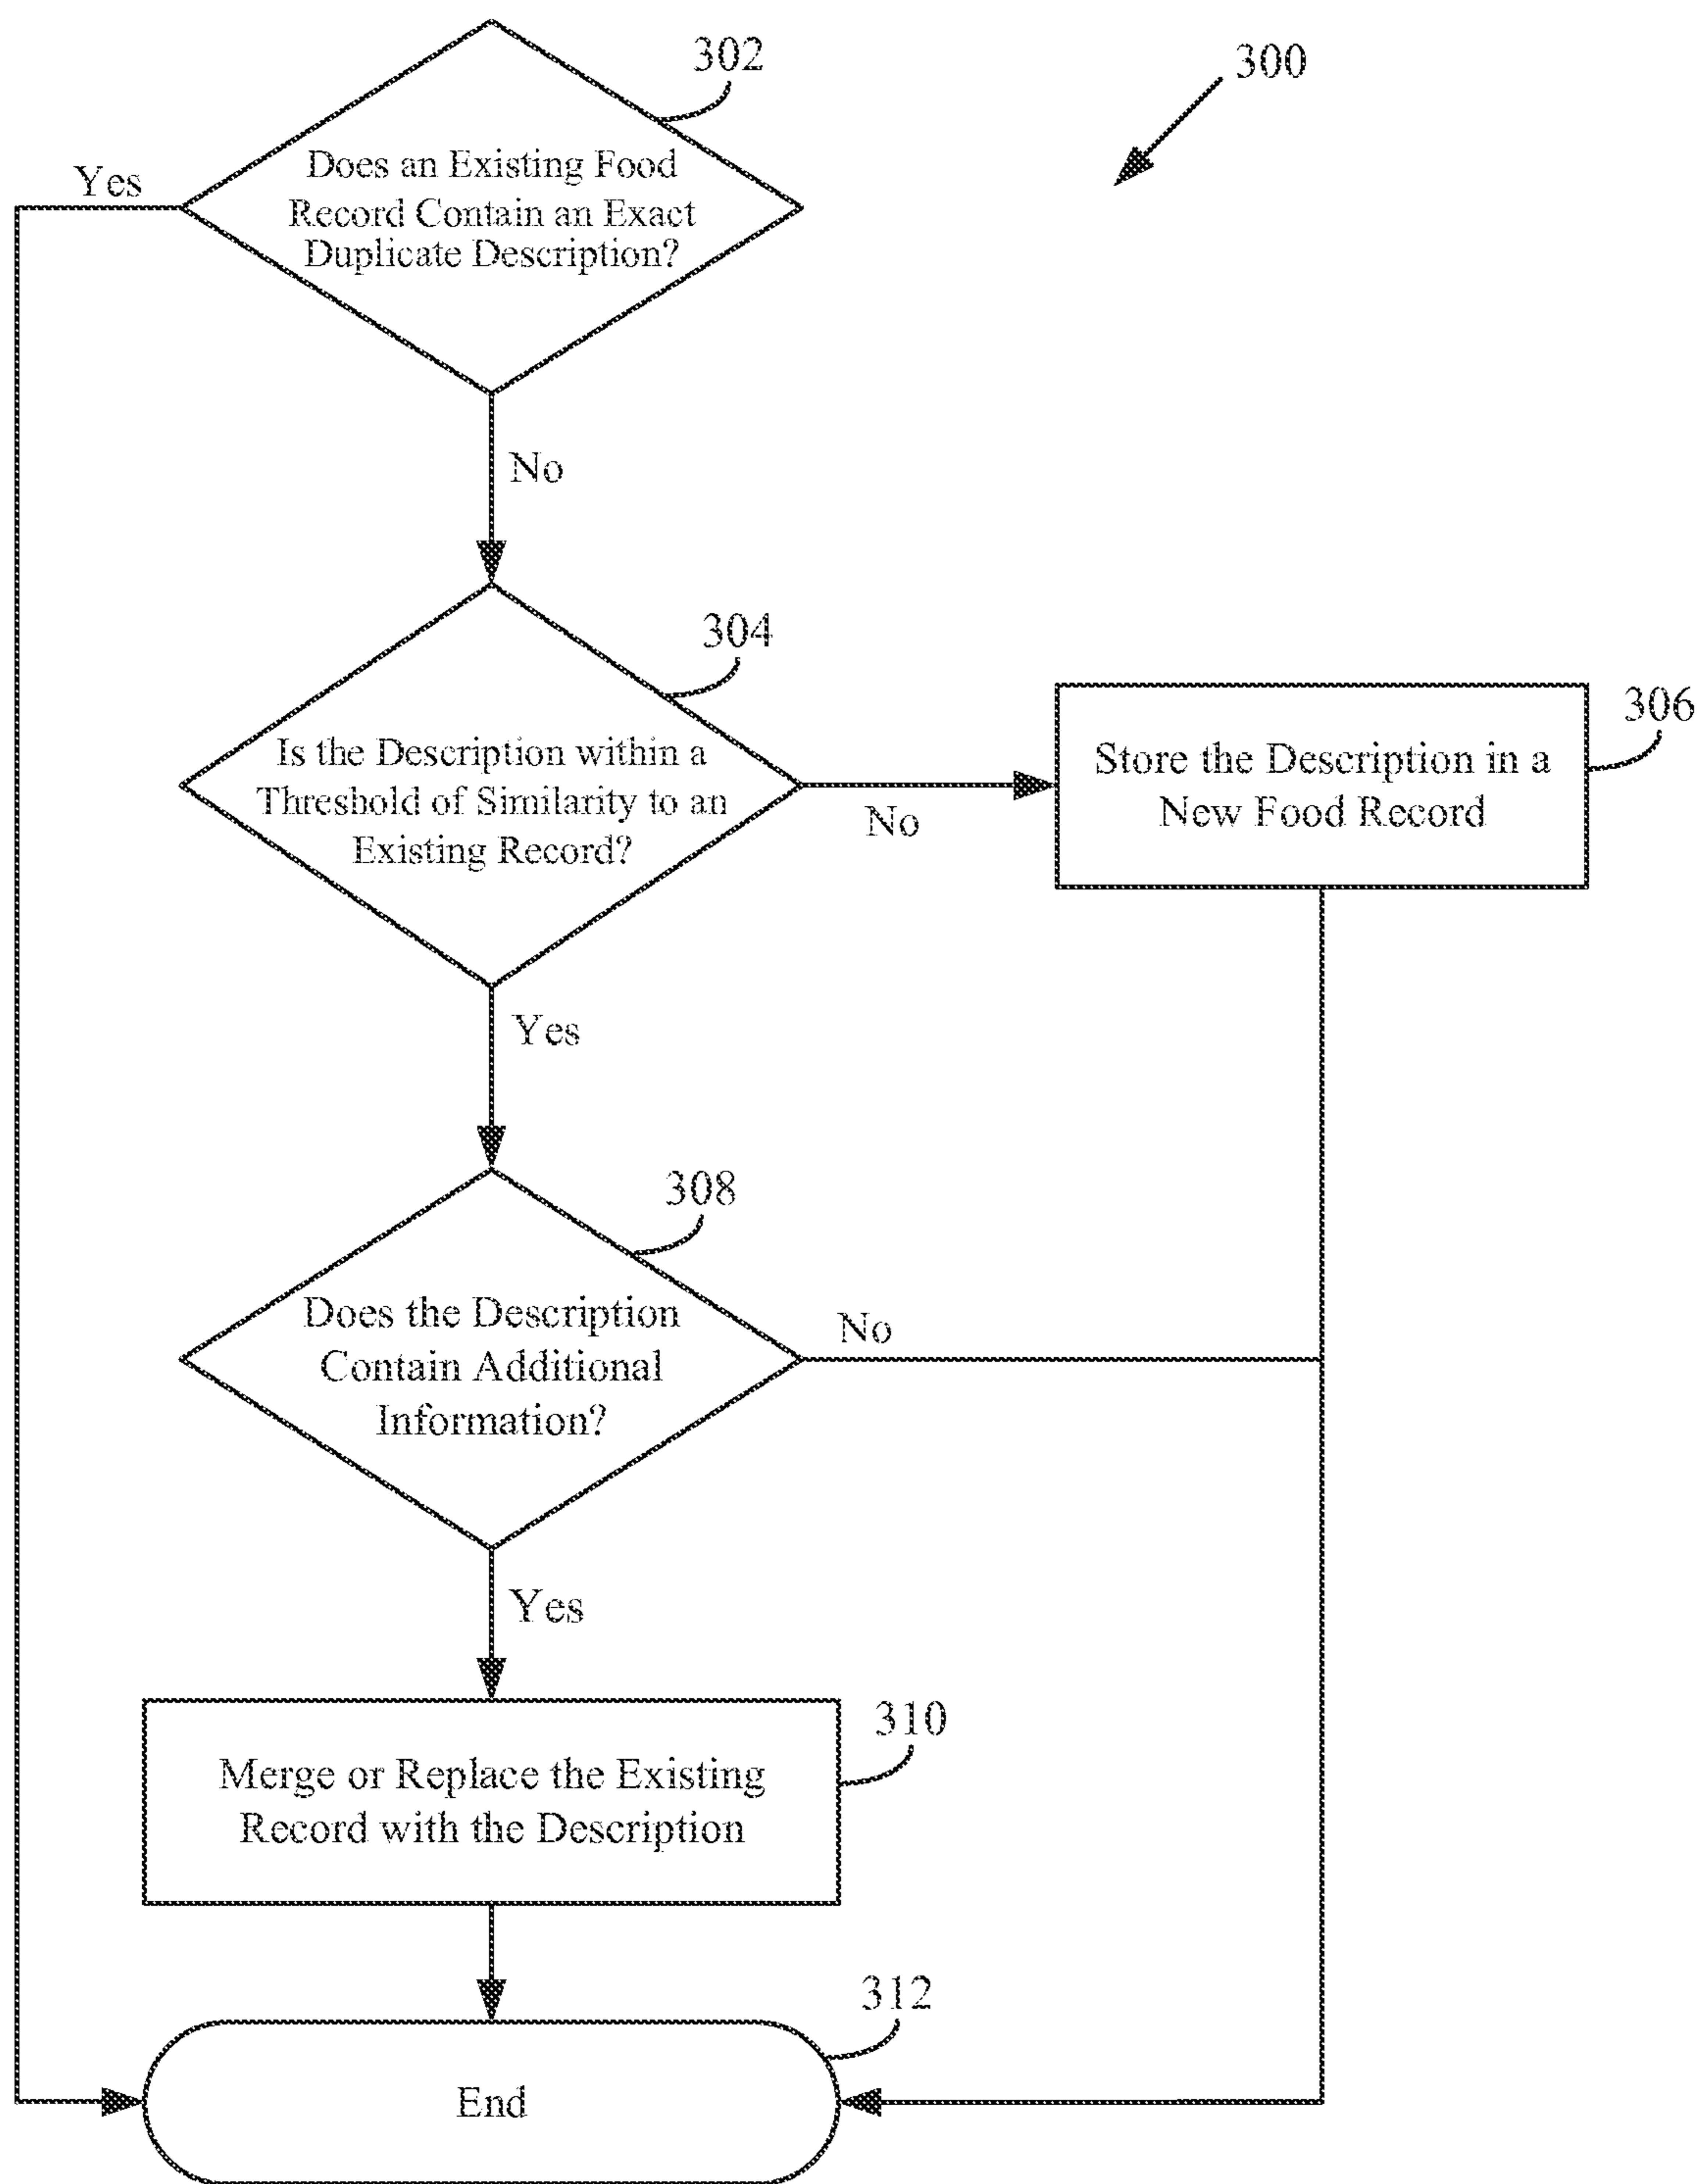 302
300
Yes
Does an Existing Food
Record Contain an Exact
Duplicate Description?
No
304
306
Is the Description within a
Threshold of Similarity to an
Existing Record?
Store the Description in a
New Food Record
No
Yes
308
Does the Description
Contain Additional
Information?
No
Yes
310
Merge or Replace the Existing
Record with the Description
312
End